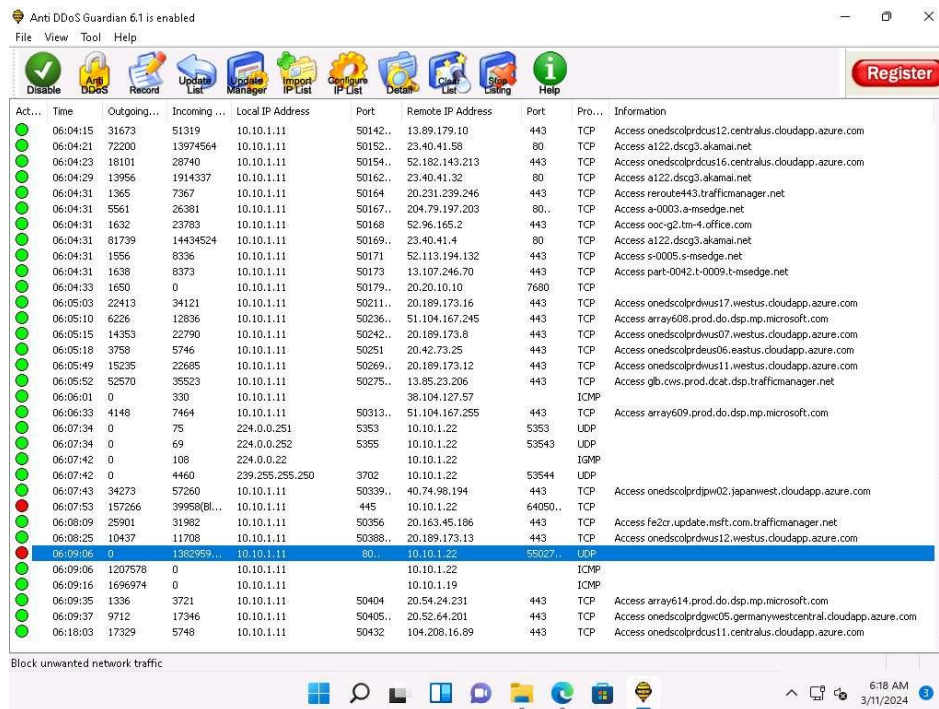 Anti DDoS Guardian 6.1 is enabled
File View Tool Help
Disable Anti DDoS Record Update List Update Manager Import IP List Configure IP List Detail Clear List Stop Listing Help Register
Act... Time Outgoing... Incoming ... Local IP Address Port Remote IP Address Port Pro... Information
06:04:15 31673 51319 10.10.1.11 50142.. 13.89.179.10 443 TCP Access onedscolprdcus12.centralus.cloudapp.azure.com
06:04:21 72200 13974564 10.10.1.11 50152.. 23.40.41.58 80 TCP Access a122.dscg3.akamai.net
06:04:23 18101 28740 10.10.1.11 50154.. 52.182.143.213 443 TCP Access onedscolprdcus16.centralus.cloudapp.azure.com
06:04:29 13956 1914337 10.10.1.11 50162.. 23.40.41.32 80 TCP Access a122.dscg3.akamai.net
06:04:31 1365 7367 10.10.1.11 50164 20.231.239.246 443 TCP Access reroute443.trafficmanager.net
06:04:31 5561 26381 10.10.1.11 50167.. 204.79.197.203 80.. TCP Access a-0003.a-msedge.net
06:04:31 1632 23783 10.10.1.11 50168 52.96.165.2 443 TCP Access ooc-g2.tm-4.office.com
06:04:31 81739 14434524 10.10.1.11 50169.. 23.40.41.4 80 TCP Access a122.dscg3.akamai.net
06:04:31 1556 8336 10.10.1.11 50171 52.113.194.132 443 TCP Access s-0005.s-msedge.net
06:04:31 1638 8373 10.10.1.11 50173 13.107.246.70 443 TCP Access part-0042.t-0009.t-msedge.net
06:04:33 1650 0 10.10.1.11 50179.. 20.20.10.10 7680 TCP
06:05:03 22413 34121 10.10.1.11 50211.. 20.189.173.16 443 TCP Access onedscolprdwus17.westus.cloudapp.azure.com
06:05:10 6226 12836 10.10.1.11 50236.. 51.104.167.245 443 TCP Access array608.prod.do.dsp.mp.microsoft.com
06:05:15 14353 22790 10.10.1.11 50242.. 20.189.173.8 443 TCP Access onedscolprdwus07.westus.cloudapp.azure.com
06:05:18 3758 5746 10.10.1.11 50251 20.42.73.25 443 TCP Access onedscolprdeus06.eastus.cloudapp.azure.com
06:05:49 15235 22685 10.10.1.11 50269.. 20.189.173.12 443 TCP Access onedscolprdwus11.westus.cloudapp.azure.com
06:05:52 52570 35523 10.10.1.11 50275.. 13.85.23.206 443 TCP Access glb.cws.prod.dcat.dsp.trafficmanager.net
06:06:01 0 330 10.10.1.11 38.104.127.57 ICMP
06:06:33 4148 7464 10.10.1.11 50313.. 51.104.167.255 443 TCP Access array609.prod.do.dsp.mp.microsoft.com
06:07:34 0 75 224.0.0.251 5353 10.10.1.22 5353 UDP
06:07:34 0 69 224.0.0.252 5355 10.10.1.22 53543 UDP
06:07:42 0 108 224.0.0.22 10.10.1.22 IGMP
06:07:42 0 4460 239.255.255.250 3702 10.10.1.22 53544 UDP
06:07:43 34273 57260 10.10.1.11 50339.. 40.74.98.194 443 TCP Access onedscolprdjpw02.japanwest.cloudapp.azure.com
06:07:53 157266 39958(Bl... 10.10.1.11 445 10.10.1.22 64050.. TCP
06:08:09 25901 31982 10.10.1.11 50356 20.163.45.186 443 TCP Access fe2cr.update.msft.com.trafficmanager.net
06:08:25 10437 11708 10.10.1.11 50388.. 20.189.173.13 443 TCP Access onedscolprdwus12.westus.cloudapp.azure.com
06:09:06 0 1382959... 10.10.1.11 80.. 10.10.1.22 55027.. UDP
06:09:06 1207578 0 10.10.1.11 10.10.1.22 ICMP
06:09:16 1696974 0 10.10.1.11 10.10.1.19 ICMP
06:09:35 1336 3721 10.10.1.11 50404 20.54.24.231 443 TCP Access array614.prod.do.dsp.mp.microsoft.com
06:09:37 9712 17346 10.10.1.11 50405.. 20.52.64.201 443 TCP Access onedscolprdgwc05.germanywestcentral.cloudapp.azure.com
06:18:03 17329 5748 10.10.1.11 50432 104.208.16.89 443 TCP Access onedscolprdcus11.centralus.cloudapp.azure.com
Block unwanted network traffic
6:18 AM
3/11/2024
3